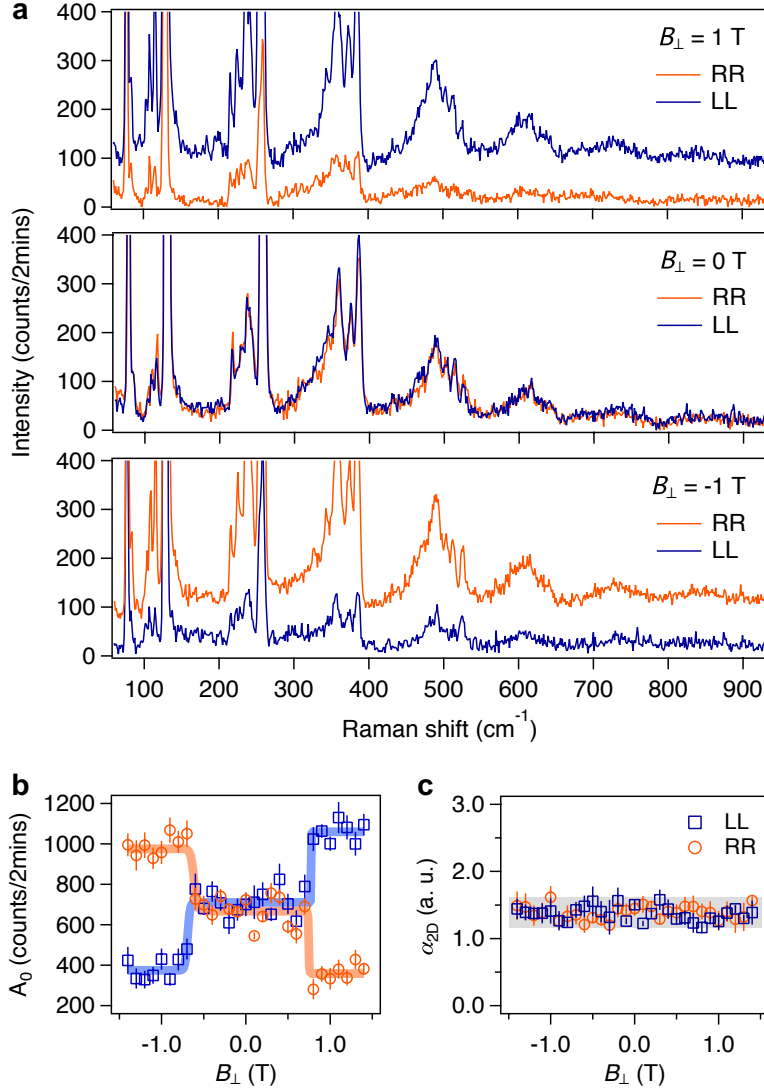 a
B⊥ = 1 T
RR
LL
400
300
200
100
0
B⊥ = 0 T
RR
LL
400
300
200
100
0
Intensity (counts/2mins)
B⊥ = -1 T
RR
LL
400
300
200
100
0
100 200 300 400 500 600 700 800 900
Raman shift (cm⁻¹)
b
1200
1000
800
600
400
200
A₀ (counts/2mins)
-1.0 0.0 1.0
B⊥ (T)
c
LL
RR
3.0
1.5
0.0
α₂D (a. u.)
-1.0 0.0 1.0
B⊥ (T)